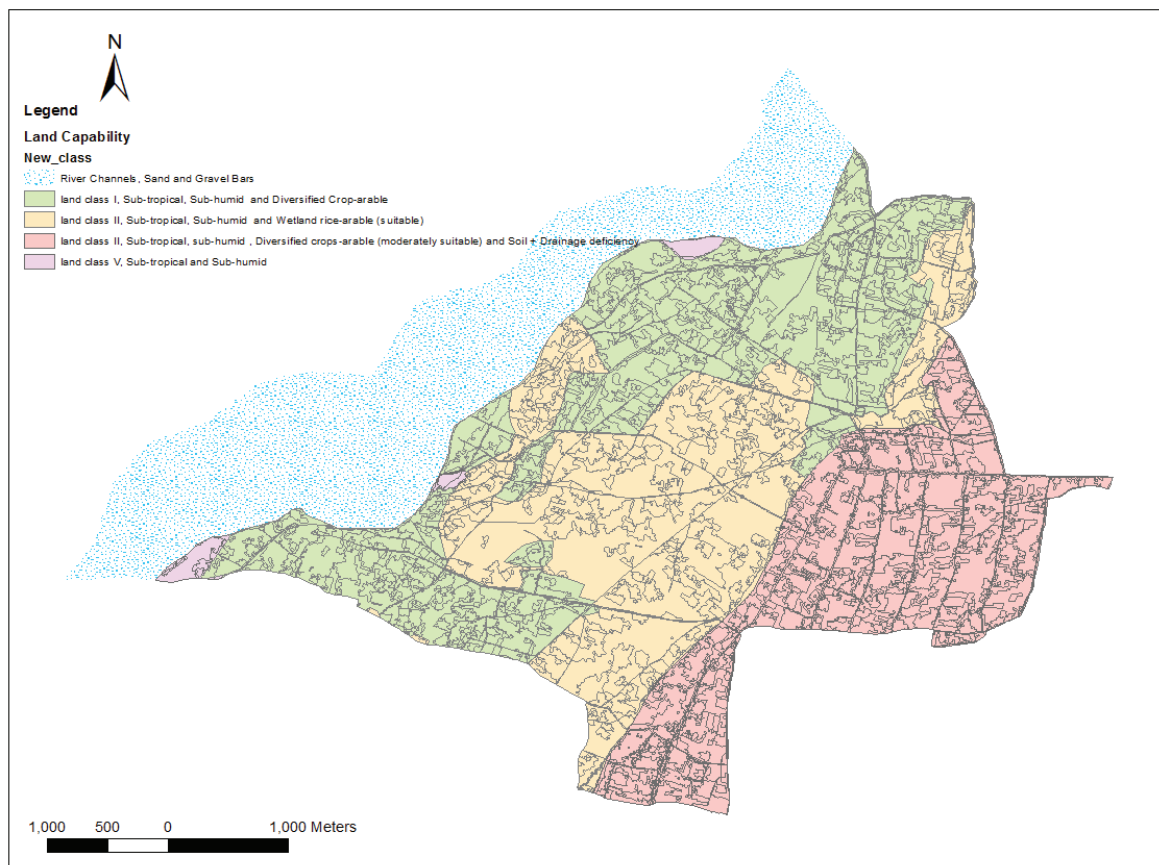 N
Legend
Land Capability
New_class
River Channels, Sand and Gravel Bars
land class I, Sub-tropical, Sub-humid and Diversified Crop-arable
land class II, Sub-tropical, Sub-humid and Wetland rice-arable (suitable)
land class II, Sub-tropical, sub-humid , Diversified crops-arable (moderately suitable) and Soil + Drainage deficiency
land class V, Sub-tropical and Sub-humid
1,000 500 0 1,000 Meters